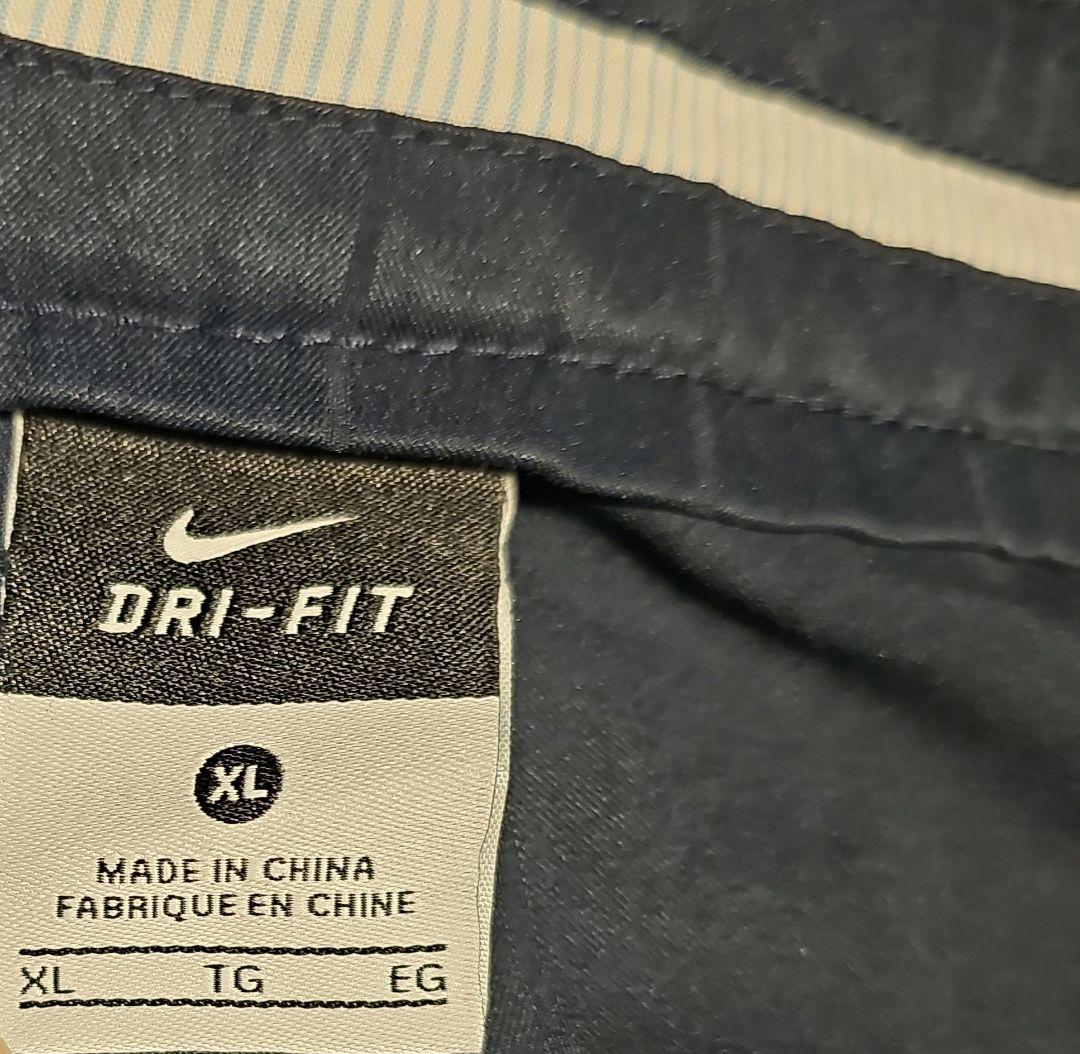 DRI-FIT
XL
MADE IN CHINA
FABRIQUE EN CHINE
XL TG EG